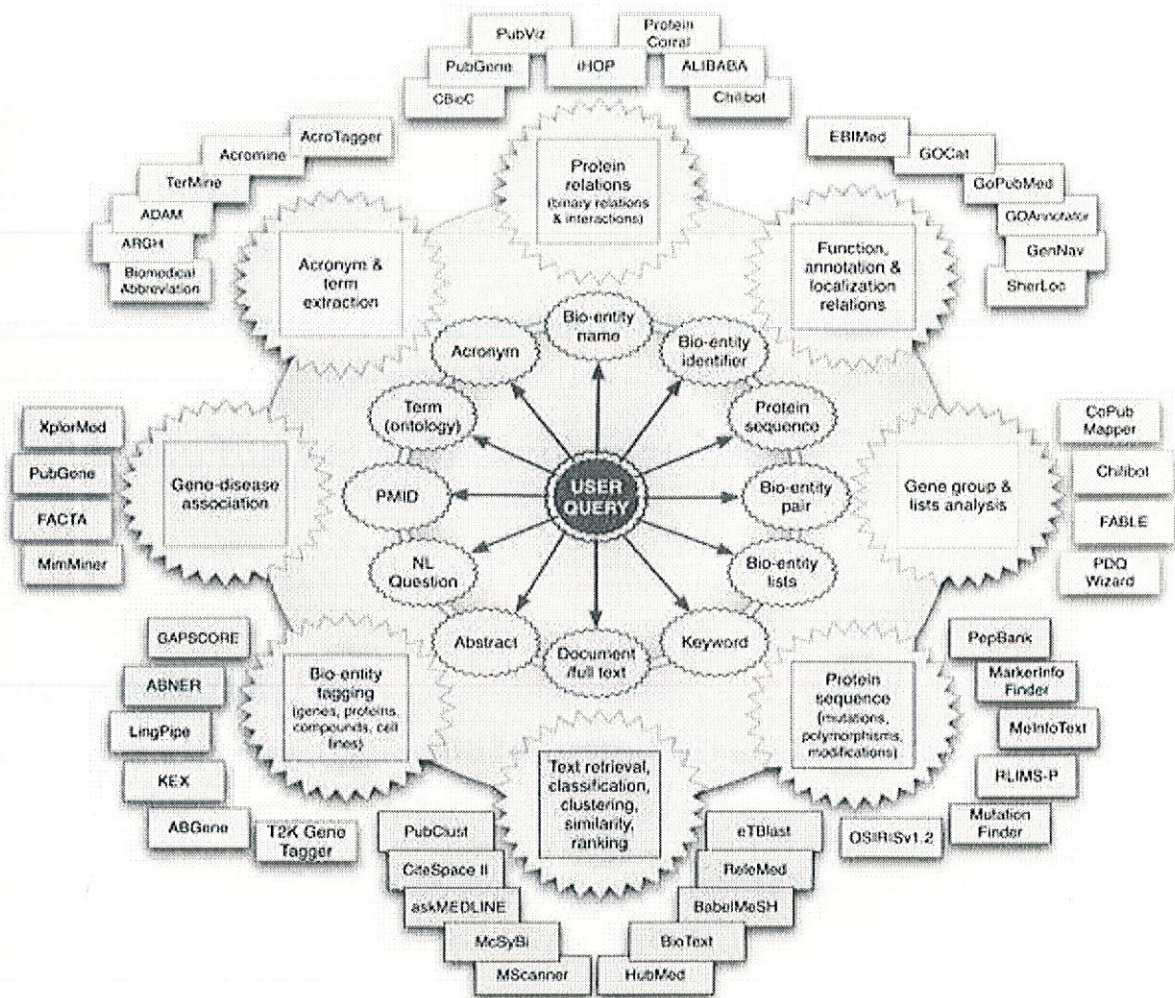 PubViz
Protein
Corral
PubGene
iHOP
ALIBABA
CBioC
Chilibot
AcroTagger
Acromine
TerMine
ADAM
ARGH
Biomedical
Abbreviation
EBIMed
GOCat
GoPubMed
GOAnnotator
GenNav
SherLoc
Protein
relations
(binary relations
& interactions)
Acronym &
term
extraction
Function,
annotation &
localization
relations
Bio-entity
name
Acronym
Bio-entity
identifier
Term
(ontology)
Protein
sequence
PMID
USER
QUERY
Bio-entity
pair
NL
Question
Bio-entity
lists
Abstract
Document
/full text
Keyword
XplorMed
PubGene
FACTA
MimMiner
Gene-disease
association
Gene group &
lists analysis
CoPub
Mapper
Chilibot
FABLE
PDQ
Wizard
GAPSCORE
ABNER
LingPipe
KEX
ABGene
T2K Gene
Tagger
Bio-entity
tagging
(genes, proteins,
compounds, cell
lines)
Text retrieval,
classification,
clustering,
similarity,
ranking
Protein
sequence
(mutations,
polymorphisms,
modifications)
PepBank
MarkerInfo
Finder
MeInfoText
RLIMS-P
Mutation
Finder
OSIRISv1.2
PubClust
CiteSpace II
askMEDLINE
McSyBi
MScanner
eTBlast
ReleMed
BabelMeSH
BioText
HubMed